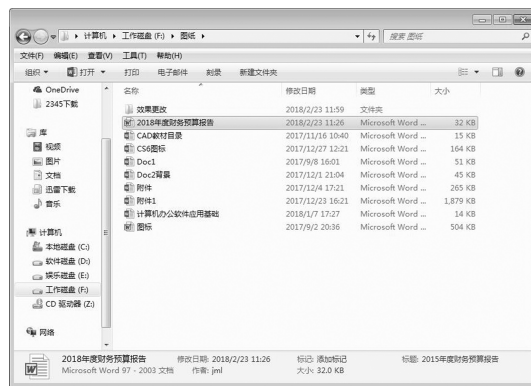 计算机 ▸ 工作磁盘 (F:) ▸ 图纸 ▸
搜索 图纸
文件(F) 编辑(E) 查看(V) 工具(T) 帮助(H)
组织 打开 打印 电子邮件 刻录 新建文件夹
OneDrive
2345下载
库
视频
图片
文档
迅雷下载
音乐
计算机
本地磁盘 (C:)
软件磁盘 (D:)
娱乐磁盘 (E:)
工作磁盘 (F:)
CD 驱动器 (Z:)
网络
名称 修改日期 类型 大小
效果更改 2018/2/23 11:59 文件夹
2018年度财务预算报告 2018/2/23 11:26 Microsoft Word ... 32 KB
CAD教材目录 2017/11/16 10:40 Microsoft Word ... 15 KB
CS6图标 2017/12/27 12:21 Microsoft Word ... 164 KB
Doc1 2017/9/8 16:01 Microsoft Word ... 51 KB
Doc2背景 2017/12/1 21:04 Microsoft Word ... 45 KB
附件 2017/12/4 17:21 Microsoft Word ... 265 KB
附件1 2017/12/23 16:21 Microsoft Word ... 1,879 KB
计算机办公软件应用基础 2018/1/7 17:27 Microsoft Word ... 14 KB
图标 2017/9/2 20:36 Microsoft Word ... 504 KB
2018年度财务预算报告 修改日期: 2018/2/23 11:26 标记: 添加标记 标题: 2015年度财务预算报告
Microsoft Word 97 - 2003 文档 作者: jml 大小: 32.0 KB